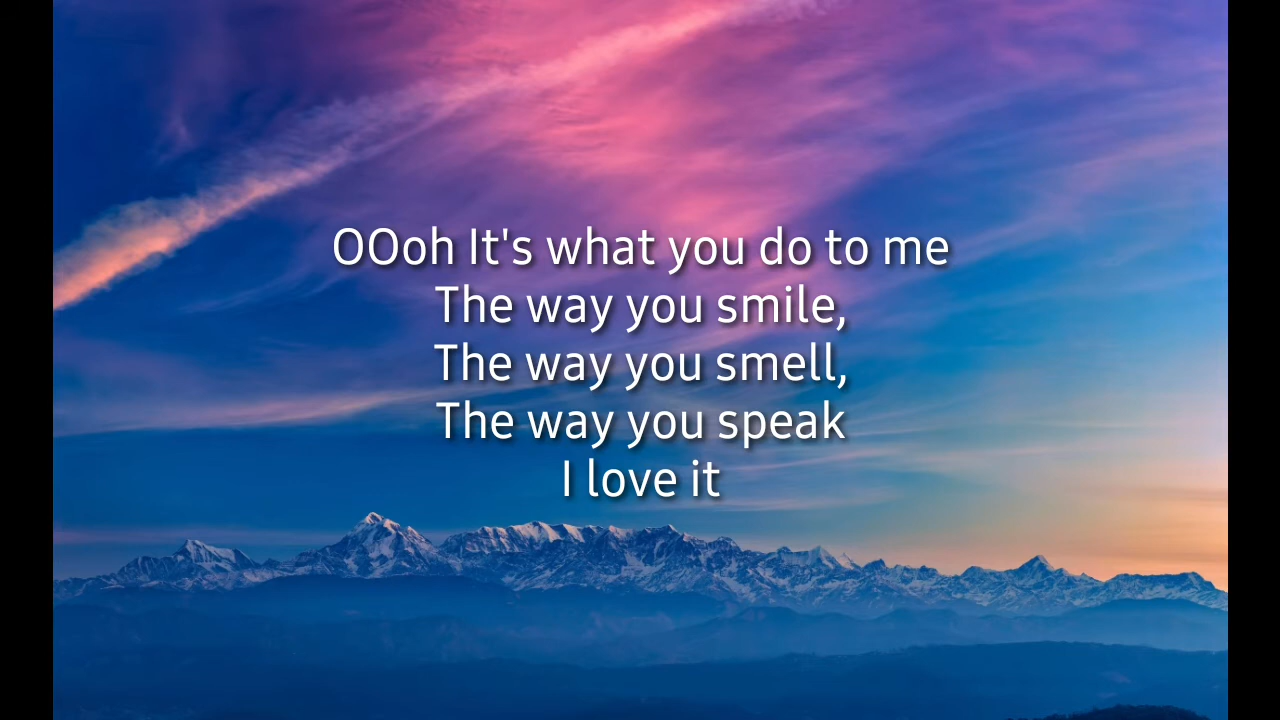 OOoh It's what you do to me
The way you smile,
The way you smell,
The way you speak
I love it